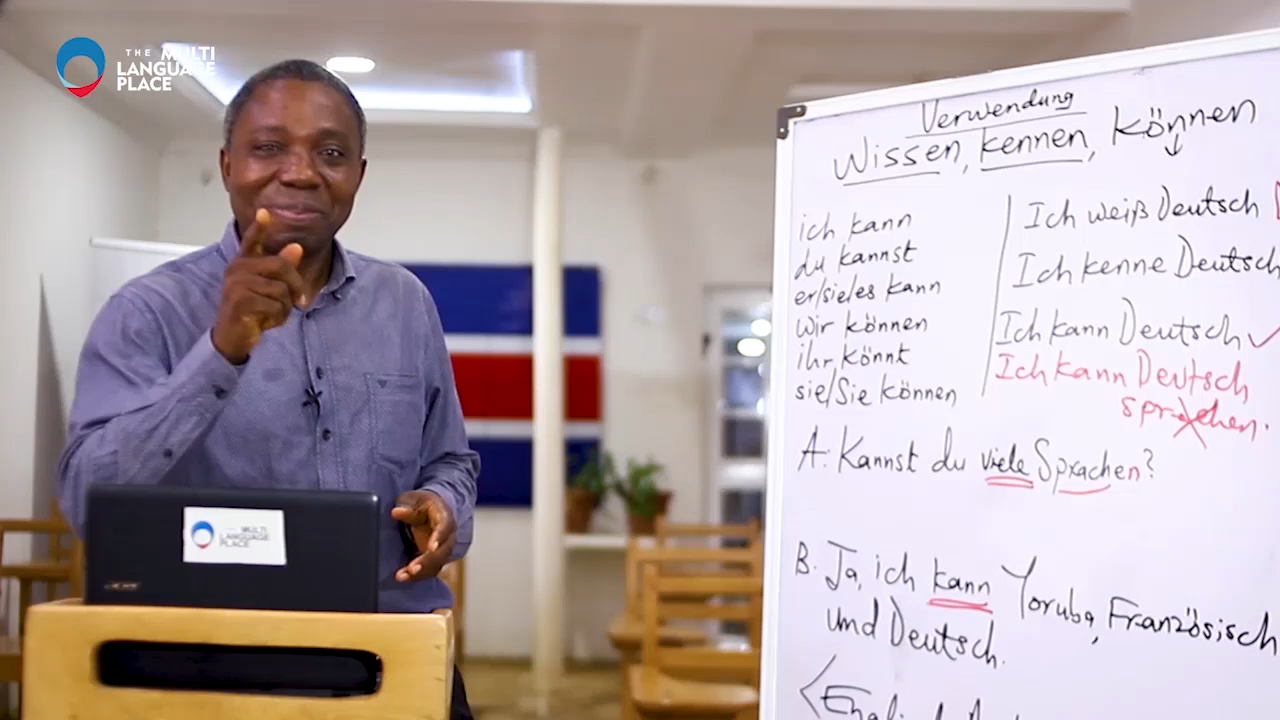 THE MULTI
LANGUAGE
PLACE
MULTI
LANGUAGE
PLACE
Verwendung
Wissen, kennen, können
ich kann
du kannst
er/sie/es kann
wir können
ihr könnt
sie/Sie können
Ich weiß Deutsch
Ich kenne Deutsch
Ich kann Deutsch ✓
Ich kann Deutsch
sprechen.
A: Kannst du viele Sprachen?
B. Ja, ich kann Yoruba, Französisch
und Deutsch.